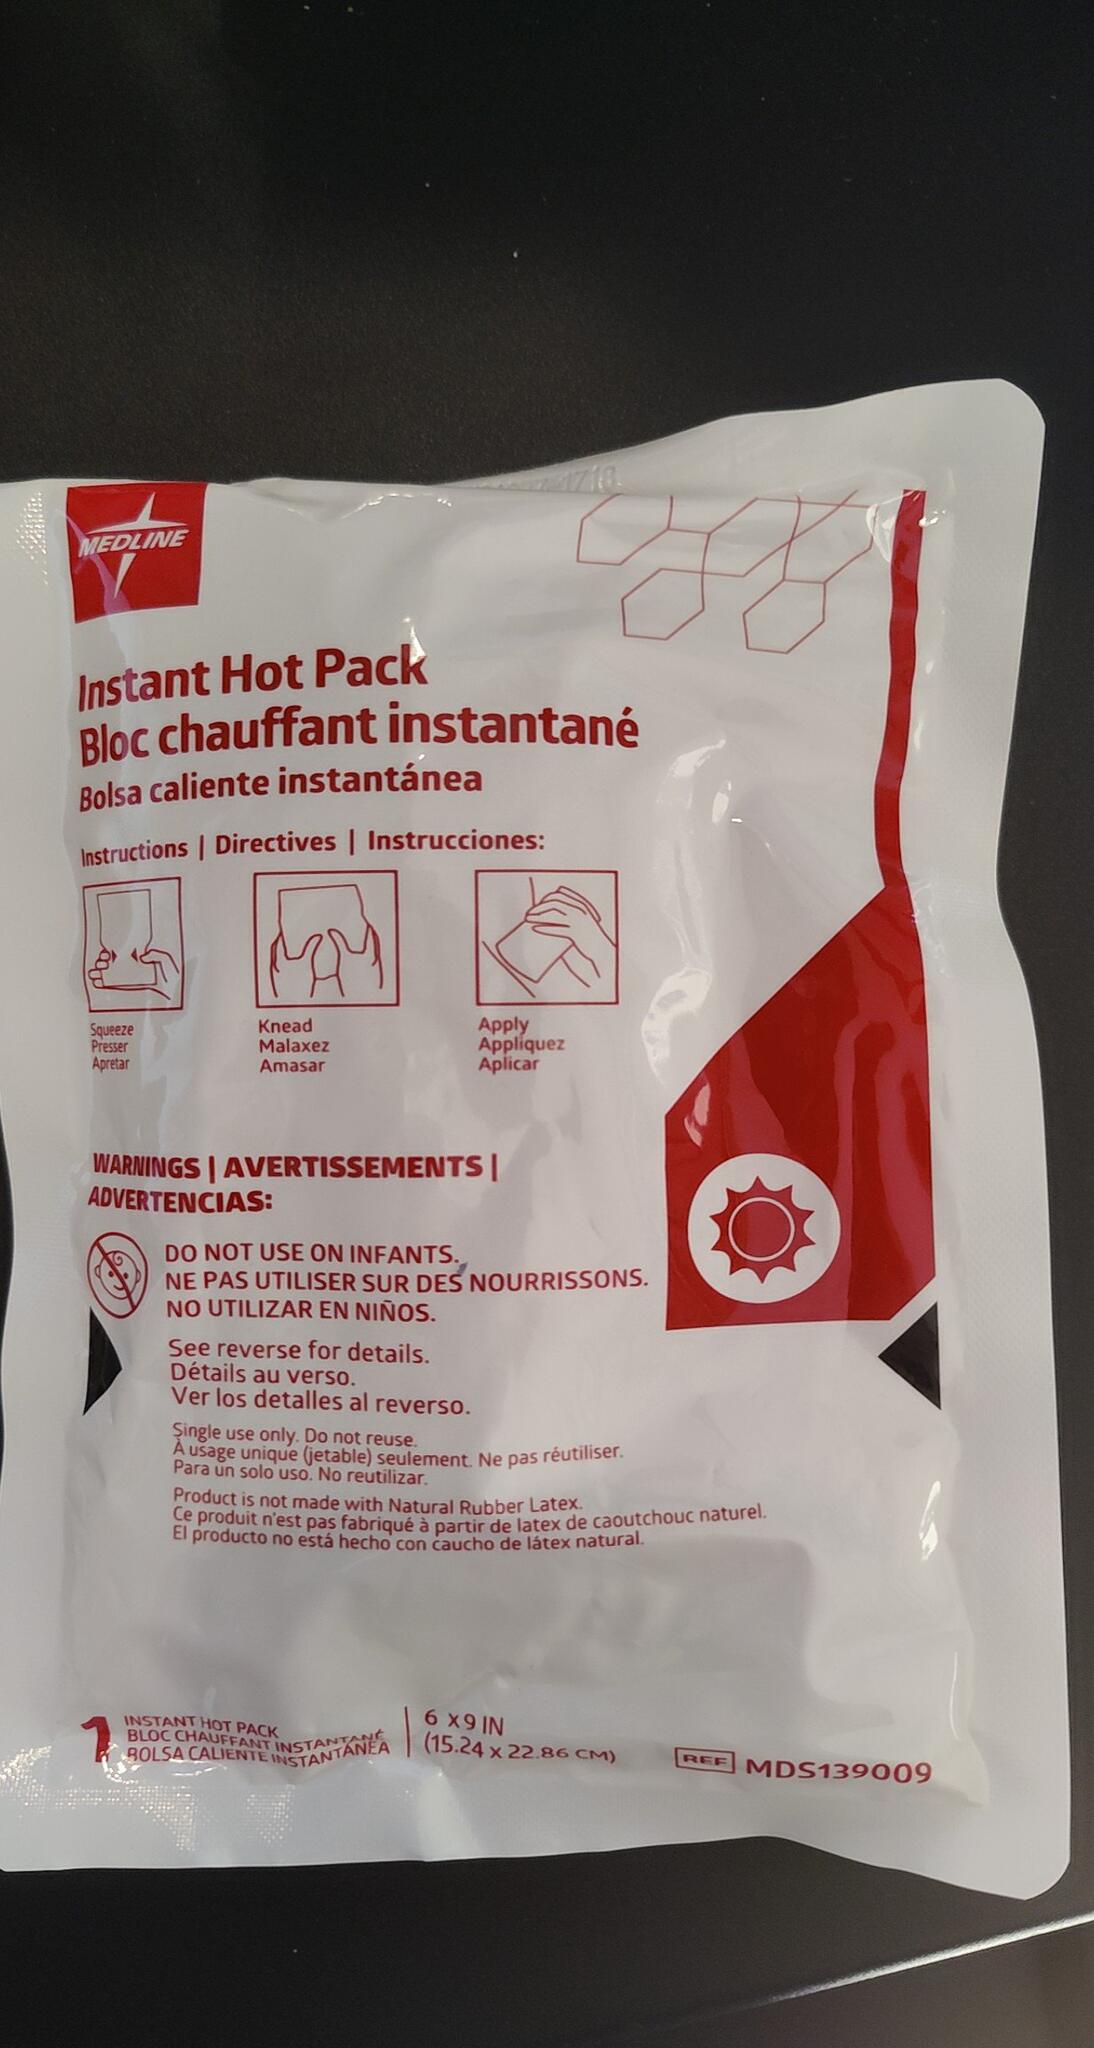 MEDLINE
Instant Hot Pack
Bloc chauffant instantané
Bolsa caliente instantánea
Instructions | Directives | Instrucciones:
Squeeze
Presser
Apretar
Knead
Malaxez
Amasar
Apply
Appliquez
Aplicar
WARNINGS | AVERTISSEMENTS |
ADVERTENCIAS:
DO NOT USE ON INFANTS.
NE PAS UTILISER SUR DES NOURRISSONS.
NO UTILIZAR EN NIÑOS.
See reverse for details.
Détails au verso.
Ver los detalles al reverso.
Single use only. Do not reuse.
À usage unique (jetable) seulement. Ne pas réutiliser.
Para un solo uso. No reutilizar.
Product is not made with Natural Rubber Latex.
Ce produit n'est pas fabriqué à partir de latex de caoutchouc naturel.
El producto no está hecho con caucho de látex natural.
1 INSTANT HOT PACK
BLOC CHAUFFANT INSTANTANÉ
BOLSA CALIENTE INSTANTÁNEA
6 X 9 IN
(15.24 x 22.86 CM)
REF MDS139009